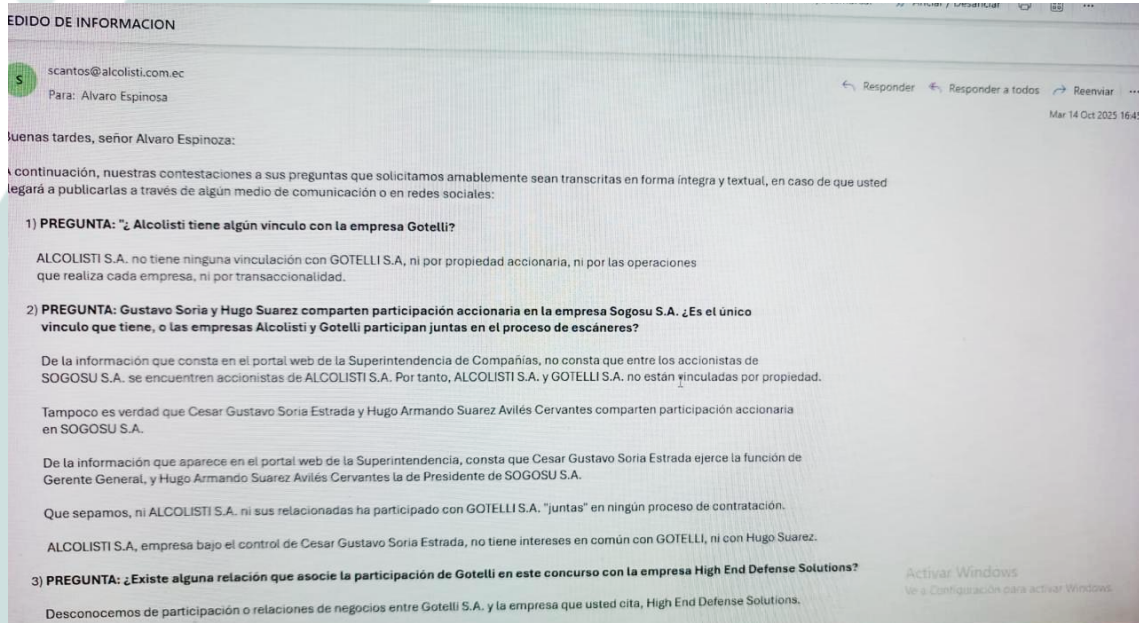 EDIDO DE INFORMACION
S
scantos@alcolisti.com.ec
Para: Alvaro Espinosa
Responder Responder a todos Reenviar ...
Mar 14 Oct 2025 16:45
Buenas tardes, señor Alvaro Espinoza:
A continuación, nuestras contestaciones a sus preguntas que solicitamos amablemente sean transcritas en forma íntegra y textual, en caso de que usted
llegará a publicarlas a través de algún medio de comunicación o en redes sociales:
1) PREGUNTA: "¿ Alcolisti tiene algún vinculo con la empresa Gotelli?
ALCOLISTI S.A. no tiene ninguna vinculación con GOTELLI S.A, ni por propiedad accionaria, ni por las operaciones
que realiza cada empresa, ni por transaccionalidad.
2) PREGUNTA: Gustavo Soria y Hugo Suarez comparten participación accionaria en la empresa Sogosu S.A. ¿Es el único
vinculo que tiene, o las empresas Alcolisti y Gotelli participan juntas en el proceso de escáneres?
De la información que consta en el portal web de la Superintendencia de Compañías, no consta que entre los accionistas de
SOGOSU S.A. se encuentren accionistas de ALCOLISTI S.A. Por tanto, ALCOLISTI S.A. y GOTELLI S.A. no están vinculadas por propiedad.
Tampoco es verdad que Cesar Gustavo Soria Estrada y Hugo Armando Suarez Avilés Cervantes comparten participación accionaria
en SOGOSU S.A.
De la información que aparece en el portal web de la Superintendencia, consta que Cesar Gustavo Soria Estrada ejerce la función de
Gerente General, y Hugo Armando Suarez Avilés Cervantes la de Presidente de SOGOSU S.A.
Que sepamos, ni ALCOLISTI S.A. ni sus relacionadas ha participado con GOTELLI S.A. "juntas" en ningún proceso de contratación.
ALCOLISTI S.A, empresa bajo el control de Cesar Gustavo Soria Estrada, no tiene intereses en común con GOTELLI, ni con Hugo Suarez.
3) PREGUNTA: ¿Existe alguna relación que asocie la participación de Gotelli en este concurso con la empresa High End Defense Solutions?
Desconocemos de participación o relaciones de negocios entre Gotelli S.A. y la empresa que usted cita, High End Defense Solutions.
Activar Windows
Ve a Configuración para activar Windows.